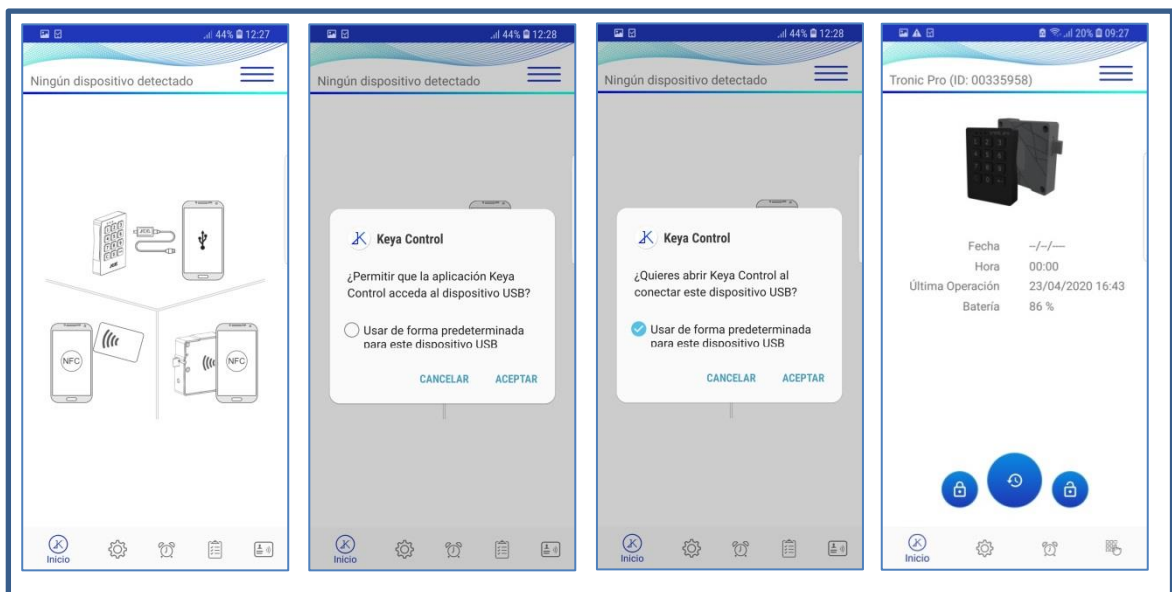 44% 12:27
Ningún dispositivo detectado
NFC
NFC
Inicio
44% 12:28
Ningún dispositivo detectado
Keya Control
¿Permitir que la aplicación Keya
Control acceda al dispositivo USB?
Usar de forma predeterminada
para este dispositivo USB
CANCELAR ACEPTAR
Inicio
44% 12:28
Ningún dispositivo detectado
Keya Control
¿Quieres abrir Keya Control al
conectar este dispositivo USB?
Usar de forma predeterminada
para este dispositivo USB
CANCELAR ACEPTAR
Inicio
20% 09:27
Tronic Pro (ID: 00335958)
Fecha --/--/----
Hora 00:00
Última Operación 23/04/2020 16:43
Batería 86 %
Inicio